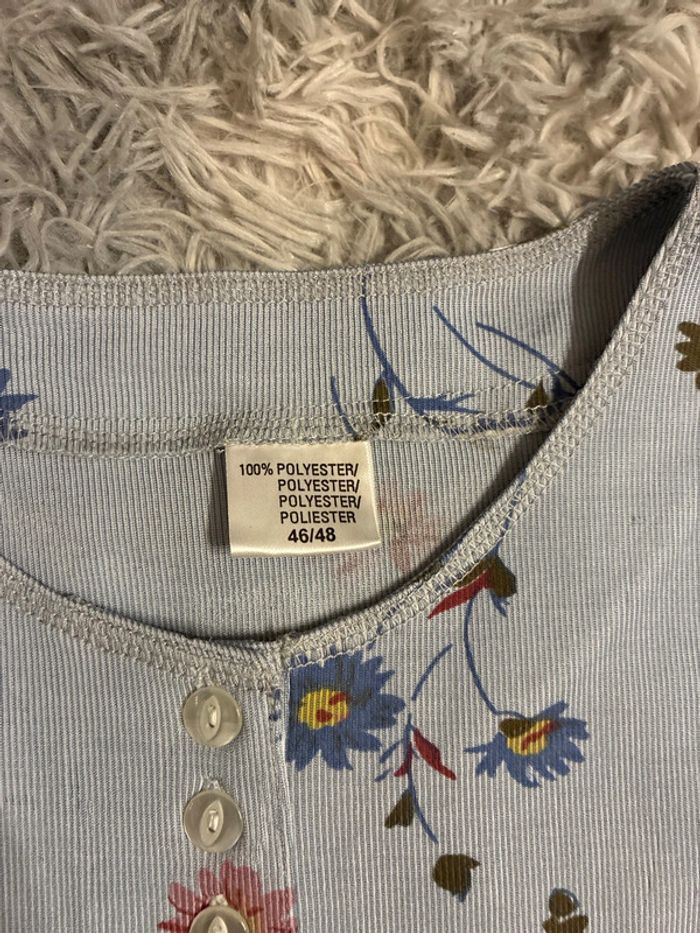 100% POLYESTER/
POLYESTER/
POLYESTER/
POLIESTER
46/48